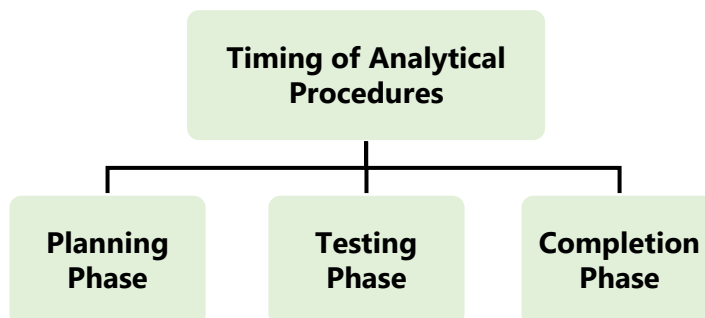 Timing of Analytical
Procedures
Planning
Phase
Testing
Phase
Completion
Phase